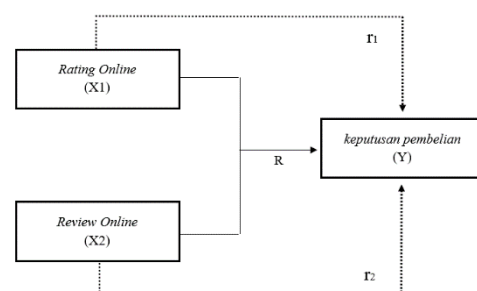 r1
Rating Online
(X1)
keputusan pembelian
(Y)
R
Review Online
(X2)
r2